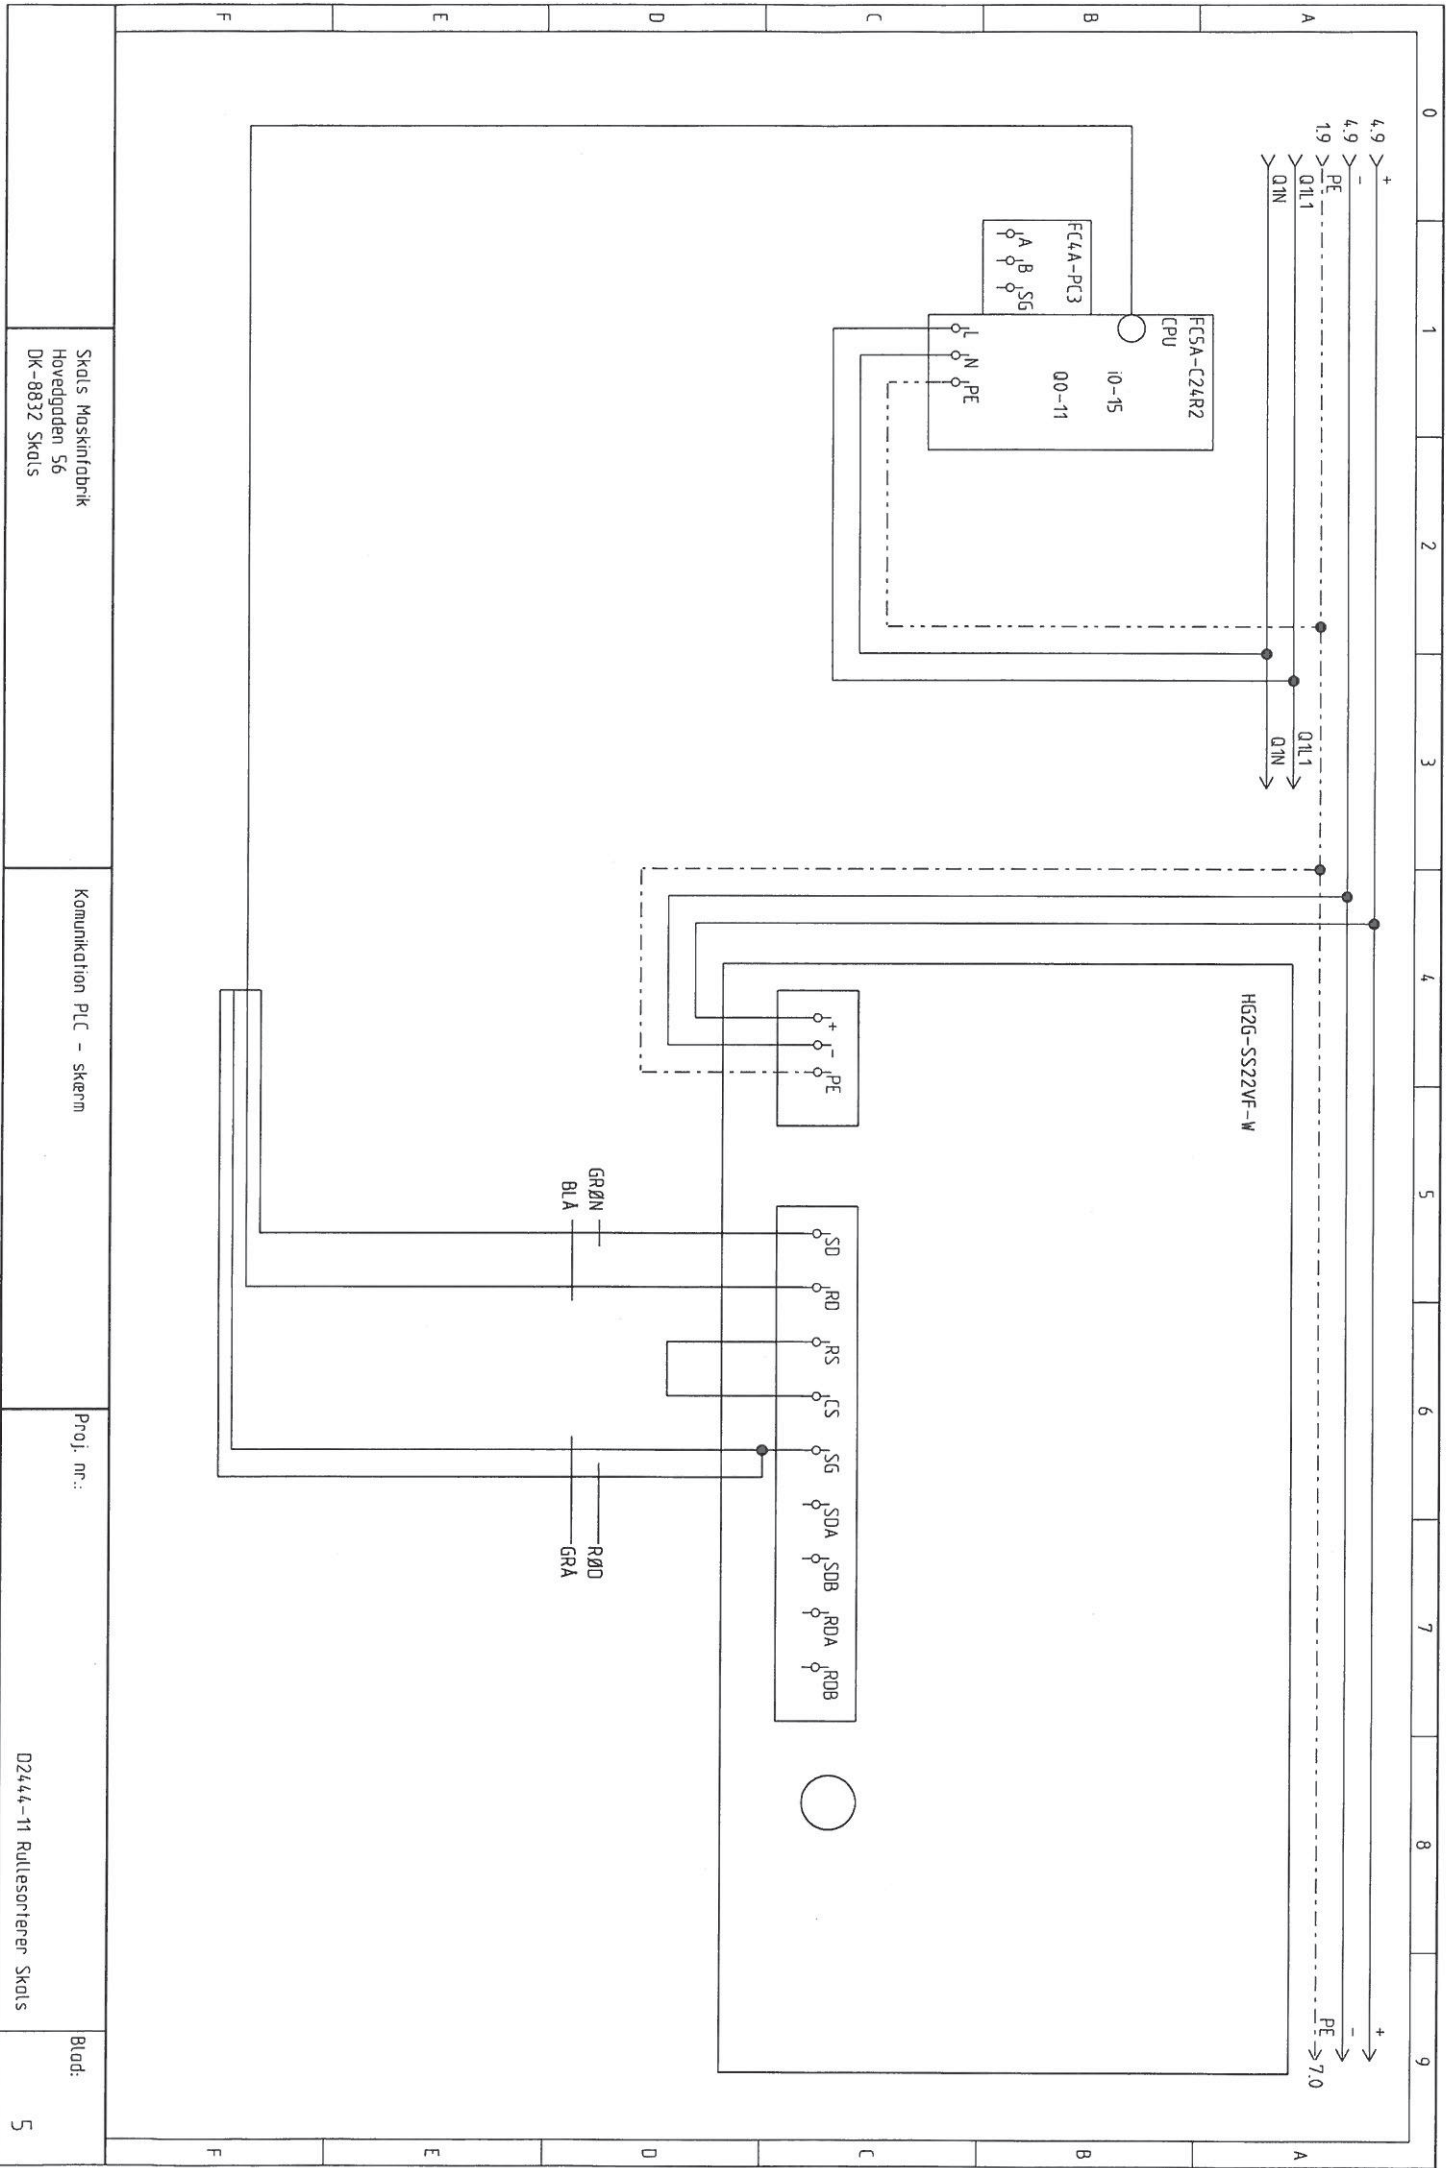 0 1 2 3 4 5 6 7 8 9
A
B
C
D
E
F
A
B
C
D
E
F
4.9 +
4.9 -
1.9 PE
Q1L1
Q1N
Q1L1
Q1N
+
-
PE 7.0
FC4A-PC3
A B SG
FC5A-C24R2
CPU
i0-15
Q0-11
L N PE
HG2G-SS22VF-W
+ - PE
SD RD RS CS SG SDA SDB RDA RDB
GRØN
BLÅ
RØD
GRÅ
Skals Maskinfabrik
Hovedgaden 56
DK-8832 Skals
Komunikation PLC - skærm
Proj. nr.:
D2444-11 Rullesorterer Skals
Blad:
5